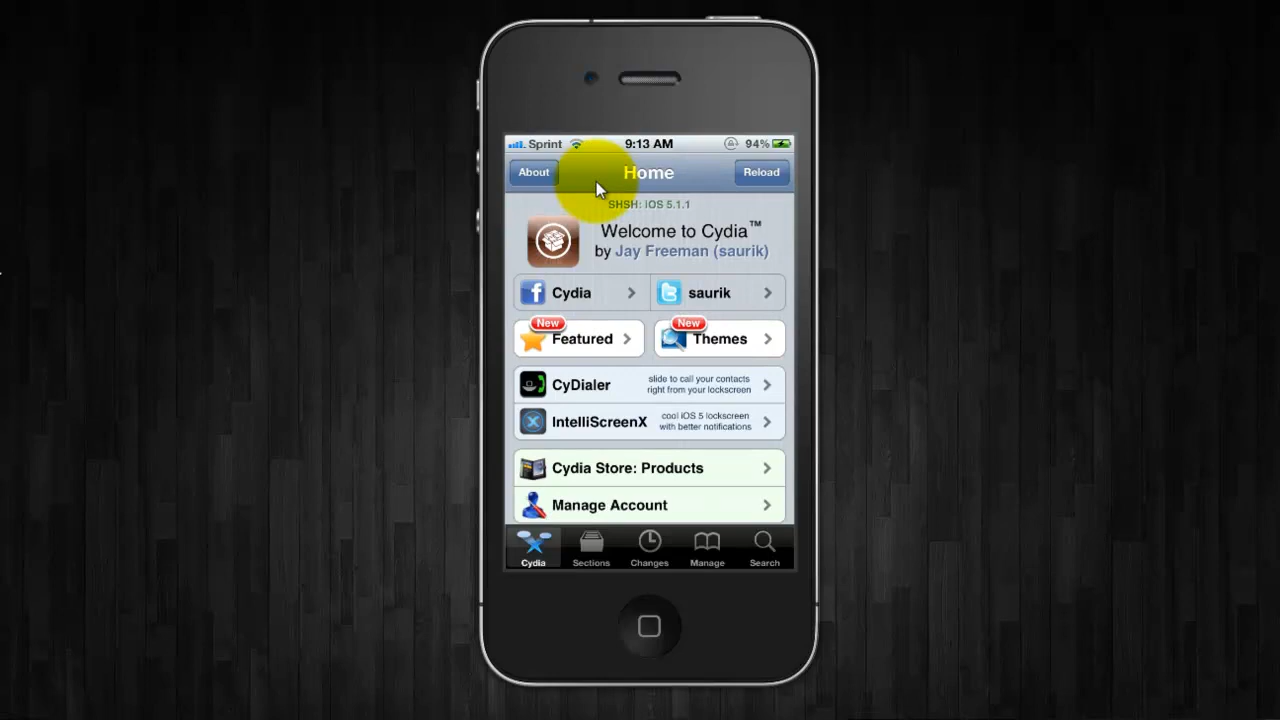 Sprint 9:13 AM 94%
About Home Reload
SHSH: iOS 5.1.1
Welcome to Cydia™
by Jay Freeman (saurik)
Cydia saurik
New New
Featured Themes
CyDialer slide to call your contacts
right from your lockscreen
IntelliScreenX cool iOS 5 lockscreen
with better notifications
Cydia Store: Products
Manage Account
Cydia Sections Changes Manage Search